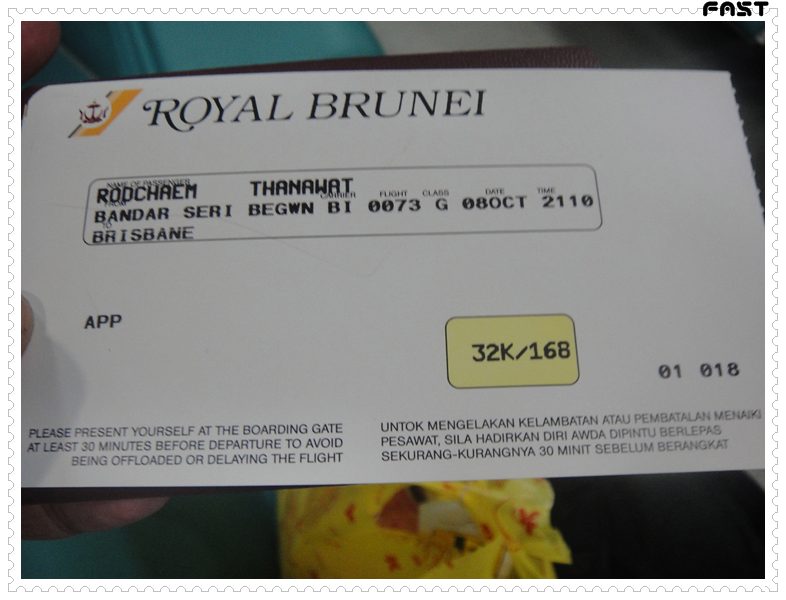 FAST
ROYAL BRUNEI
NAME OF PASSENGER
RODCHAEM THANAWAT
FROM CARRIER FLIGHT CLASS DATE TIME
BANDAR SERI BEGWN BI 0073 G 08OCT 2110
TO
BRISBANE
APP
32K/168
01 018
PLEASE PRESENT YOURSELF AT THE BOARDING GATE
AT LEAST 30 MINUTES BEFORE DEPARTURE TO AVOID
BEING OFFLOADED OR DELAYING THE FLIGHT
UNTUK MENGELAKAN KELAMBATAN ATAU PEMBATALAN MENAIKI
PESAWAT, SILA HADIRKAN DIRI AWDA DIPINTU BERLEPAS
SEKURANG-KURANGNYA 30 MINIT SEBELUM BERANGKAT